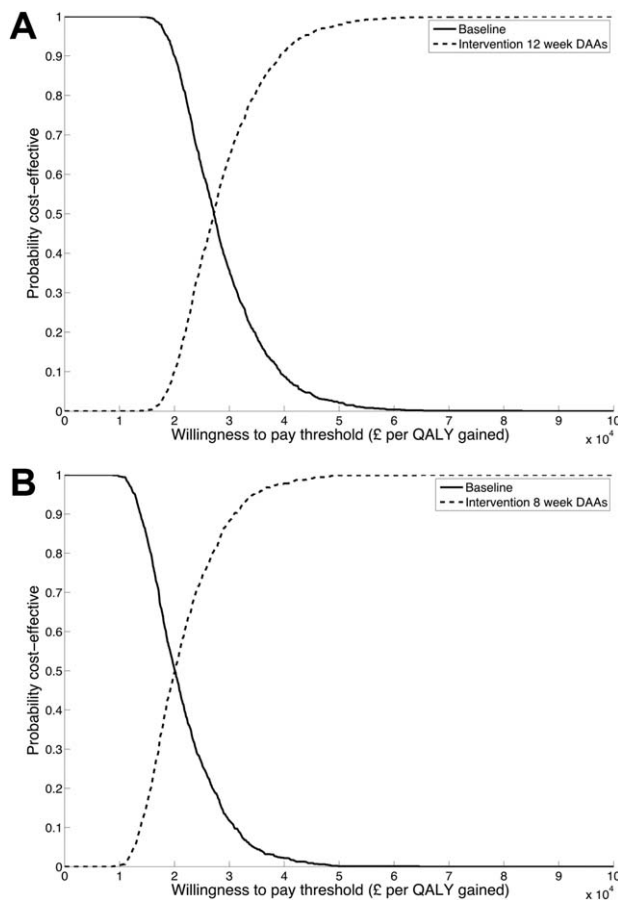 A
1
0.9
0.8
0.7
0.6
0.5
0.4
0.3
0.2
0.1
0
Probability cost-effective
Baseline
Intervention 12 week DAAs
0 1 2 3 4 5 6 7 8 9 10
x 10^4
Willingness to pay threshold (£ per QALY gained)
B
1
0.9
0.8
0.7
0.6
0.5
0.4
0.3
0.2
0.1
0
Probability cost-effective
Baseline
Intervention 8 week DAAs
0 1 2 3 4 5 6 7 8 9 10
x 10^4
Willingness to pay threshold (£ per QALY gained)